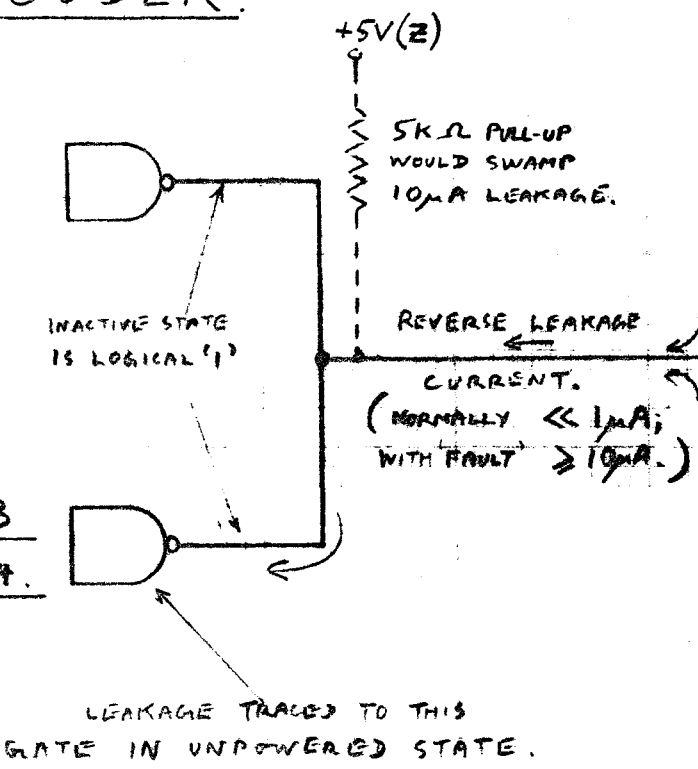 +5V(Z)
5K Ω PULL-UP
WOULD SWAMP
10μA LEAKAGE.
INACTIVE STATE
IS LOGICAL '1'
REVERSE LEAKAGE
CURRENT.
(NORMALLY ≪ 1μA;
WITH 'FAULT' ⩾ 10μA.)
LEAKAGE TRACED TO THIS
GATE IN UNPOWERED STATE.